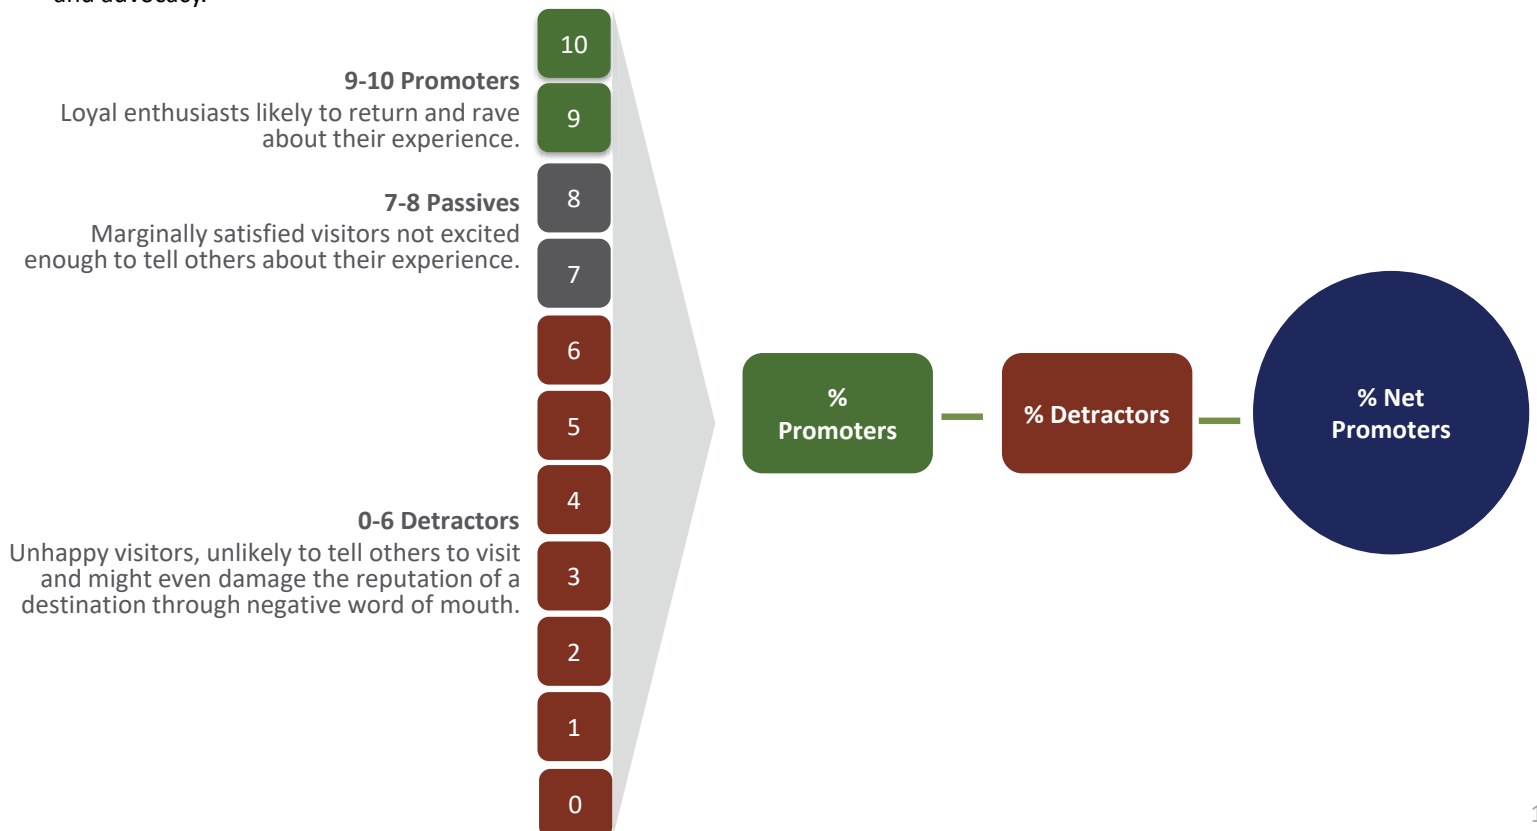 and advocacy.
10
9-10 Promoters
Loyal enthusiasts likely to return and rave
about their experience.
9
8
7-8 Passives
Marginally satisfied visitors not excited
enough to tell others about their experience.
7
6
5
4
0-6 Detractors
Unhappy visitors, unlikely to tell others to visit
and might even damage the reputation of a
destination through negative word of mouth.
3
2
1
0
%
Promoters
% Detractors
% Net
Promoters